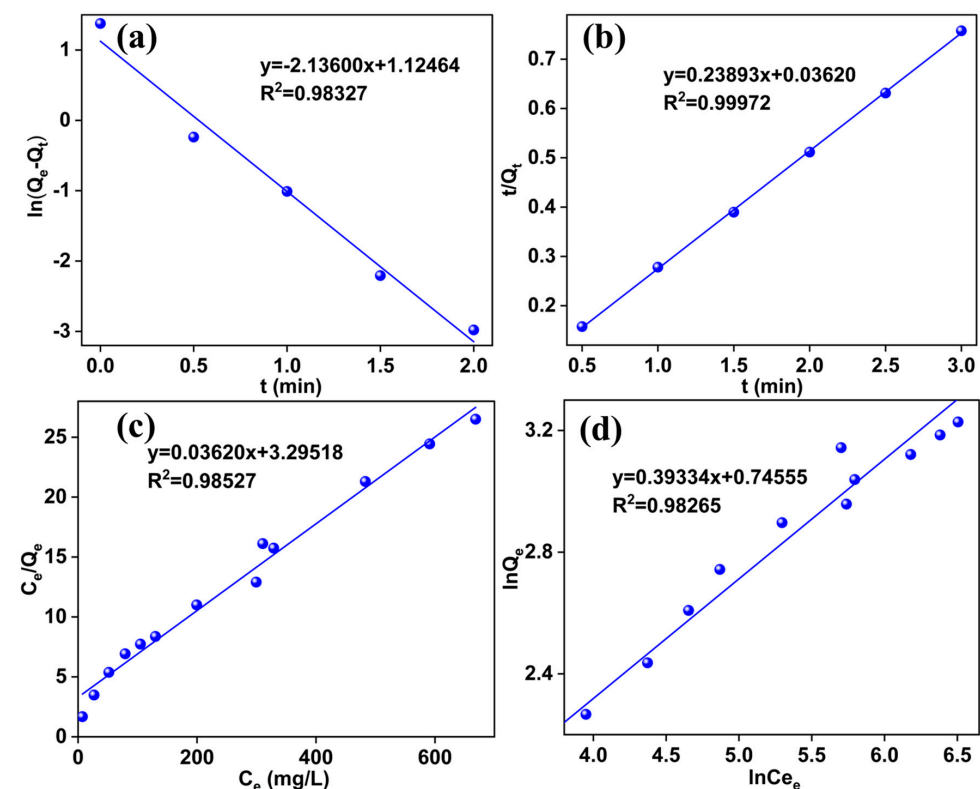 (a)
y=-2.13600x+1.12464
R²=0.98327
ln(Qₑ-Qₜ)
1
0
-1
-2
-3
0.0 0.5 1.0 1.5 2.0
t (min)
(b)
y=0.23893x+0.03620
R²=0.99972
t/Qₜ
0.7
0.6
0.5
0.4
0.3
0.2
0.5 1.0 1.5 2.0 2.5 3.0
t (min)
(c)
y=0.03620x+3.29518
R²=0.98527
Cₑ/Qₑ
25
20
15
10
5
0
0 200 400 600
Cₑ (mg/L)
(d)
y=0.39334x+0.74555
R²=0.98265
lnQₑ
3.2
2.8
2.4
4.0 4.5 5.0 5.5 6.0 6.5
lnCeₑ